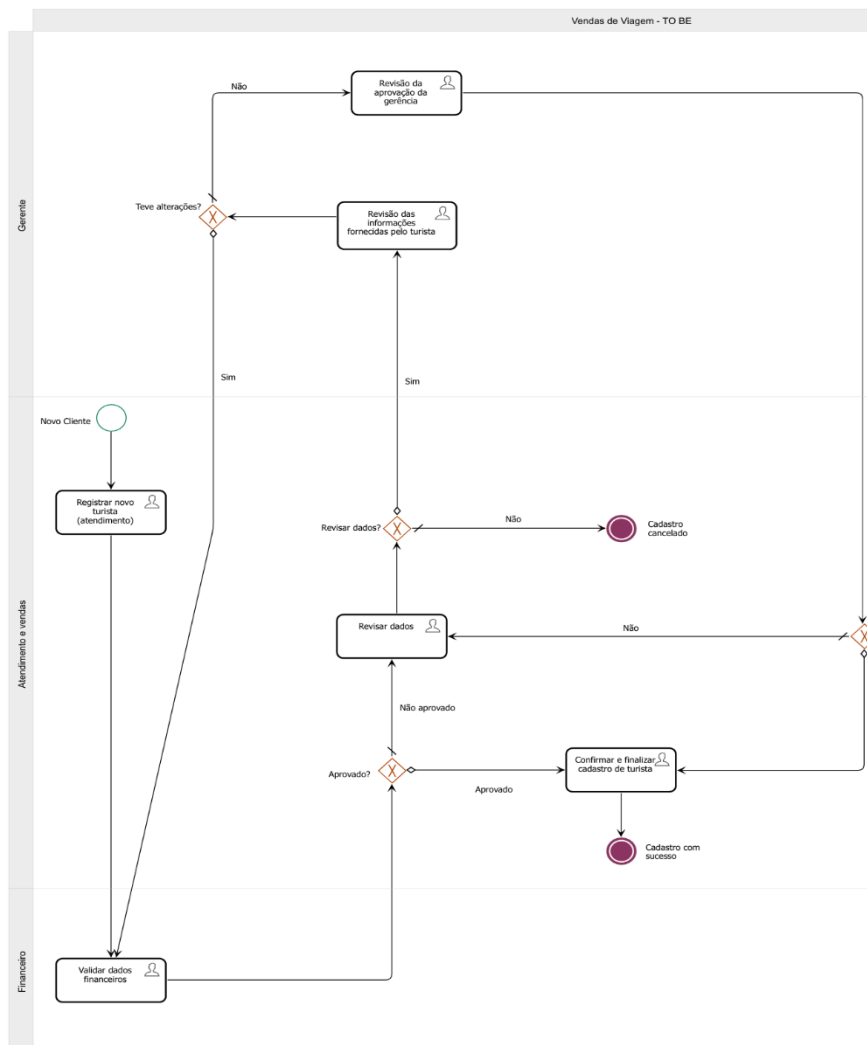 Vendas de Viagem - TO BE
Gerente
Não
Revisão da
aprovação da
gerência
Teve alterações?
Revisão das
informações
fornecidas pelo turista
Sim
Sim
Atendimento e vendas
Novo Cliente
Registrar novo
turista
(atendimento)
Revisar dados?
Não
Cadastro
cancelado
Revisar dados
Não
Não aprovado
Aprovado?
Aprovado
Confirmar e finalizar
cadastro de turista
Cadastro com
sucesso
Financeiro
Validar dados
financeiros